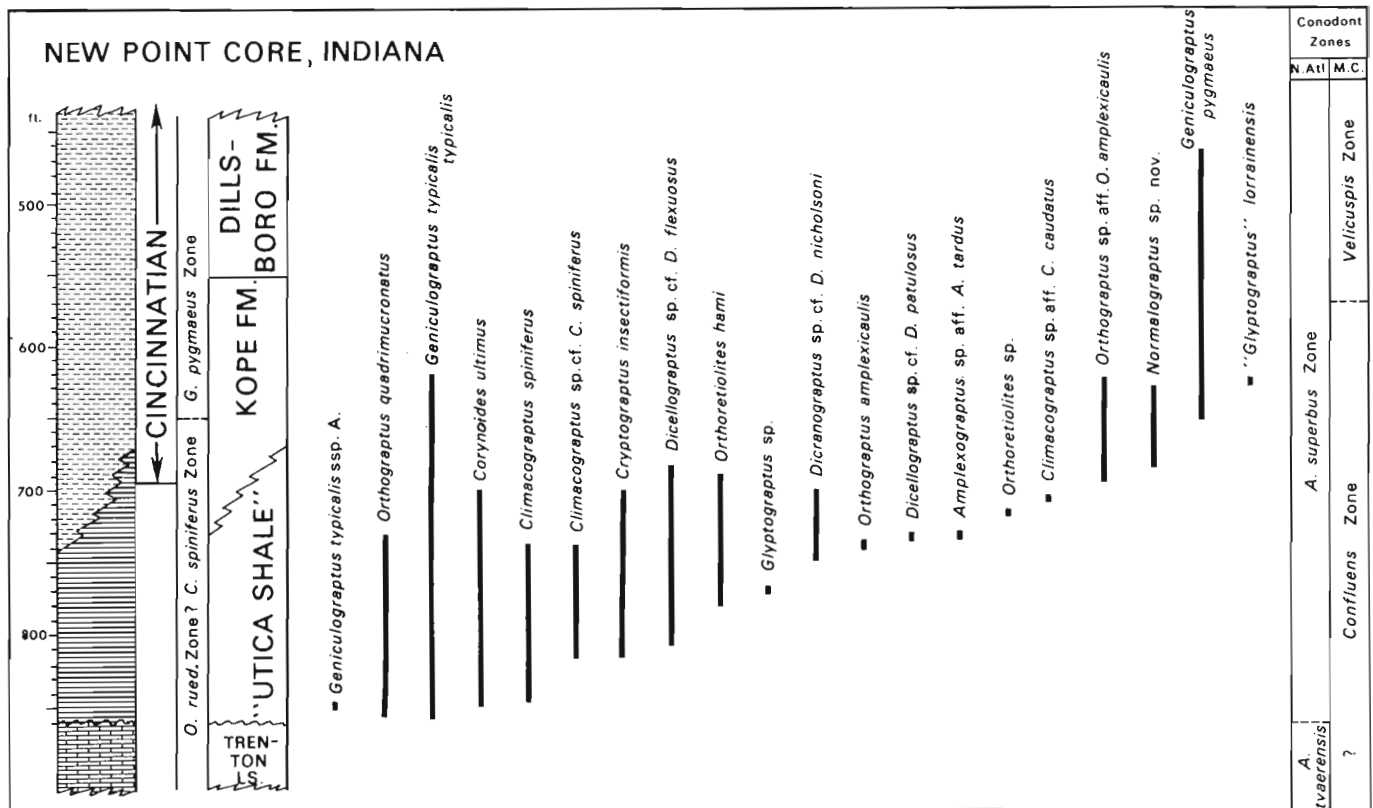 NEW POINT CORE, INDIANA
ft.
500
600
700
800
CINCINNATIAN
G. pygmaeus Zone
O. rued. Zone? C. spiniferus Zone
DILLS-
BORO FM.
KOPE FM.
"UTICA SHALE"
TREN-
TON
LS.
Geniculograptus typicalis ssp. A.
Orthograptus quadrimucronatus
Geniculograptus typicalis
typicalis
Corynoides ultimus
Climacograptus spiniferus
Climacograptus sp. cf. C. spiniferus
Cryptograptus insectiformis
Dicellograptus sp. cf. D. flexuosus
Orthoretiolites hami
Glyptograptus sp.
Dicranograptus sp. cf. D. nicholsoni
Orthograptus amplexicaulis
Dicellograptus sp. cf. D. patulosus
Amplexograptus sp. aff. A. tardus
Orthoretiolites sp.
Climacograptus sp. aff. C. caudatus
Orthograptus sp. aff. O. amplexicaulis
Normalograptus sp. nov.
Geniculograptus
pygmaeus
"Glyptograptus" lorrainensis
Conodont
Zones
N.Atl M.C.
A. superbus Zone
A.
tvaerensis
Velicuspis Zone
Confluens Zone
?